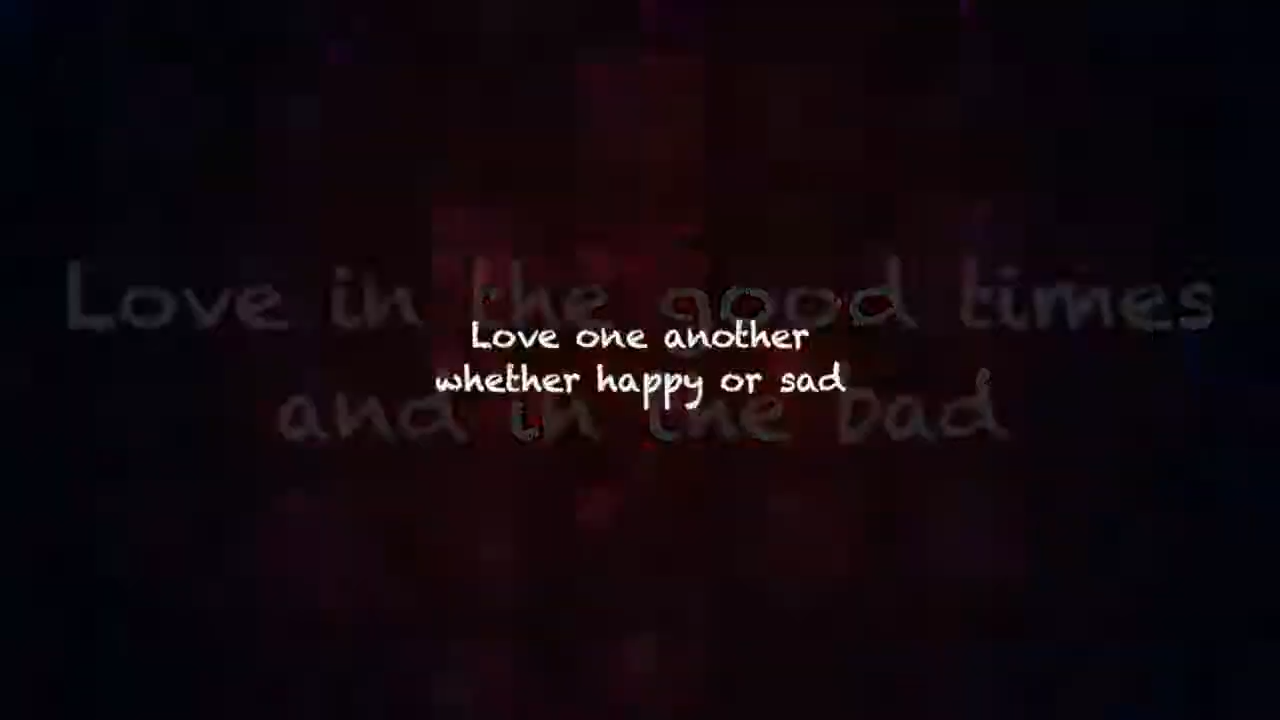 Love in the good times
Love one another
whether happy or sad
and in the bad